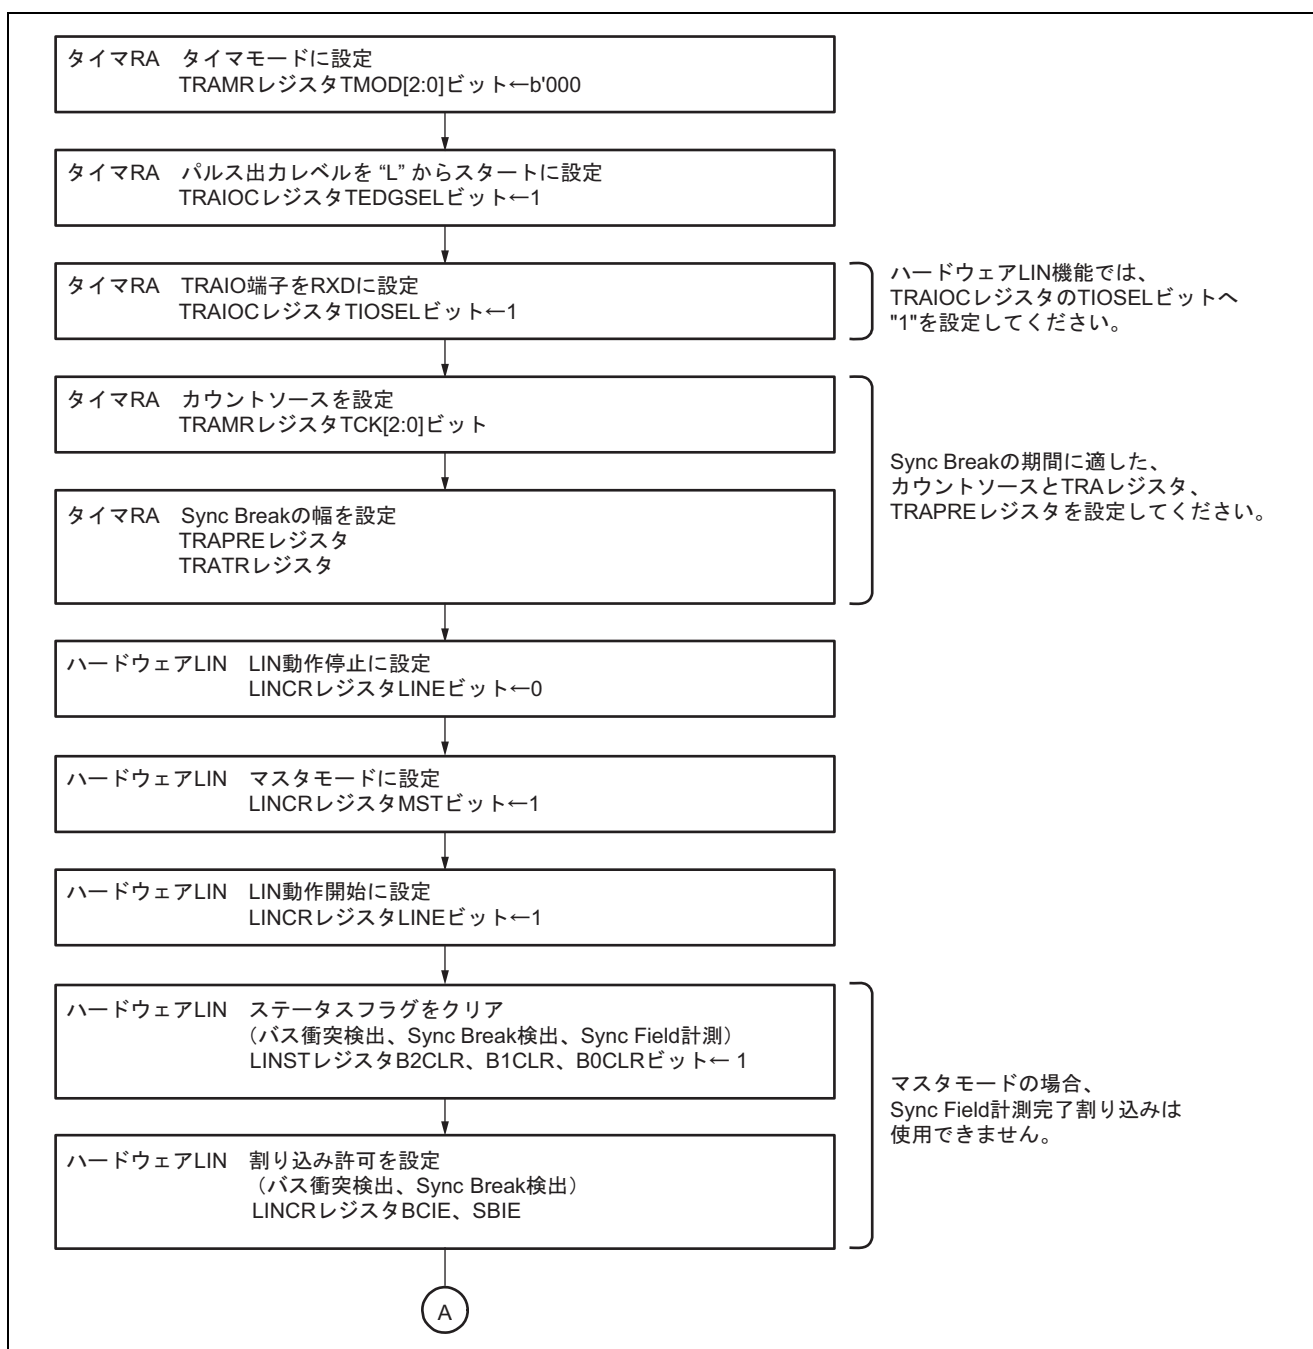 タイマRA タイマモードに設定
TRAMRレジスタTMOD[2:0]ビット←b'000
タイマRA パルス出力レベルを “L” からスタートに設定
TRAIOCレジスタTEDGSELビット←1
タイマRA TRAIO端子をRXDに設定
TRAIOCレジスタTIOSELビット←1
ハードウェアLIN機能では、
TRAIOCレジスタのTIOSELビットへ
"1"を設定してください。
タイマRA カウントソースを設定
TRAMRレジスタTCK[2:0]ビット
タイマRA Sync Breakの幅を設定
TRAPREレジスタ
TRATRレジスタ
Sync Breakの期間に適した、
カウントソースとTRAレジスタ、
TRAPREレジスタを設定してください。
ハードウェアLIN LIN動作停止に設定
LINCRレジスタLINEビット←0
ハードウェアLIN マスタモードに設定
LINCRレジスタMSTビット←1
ハードウェアLIN LIN動作開始に設定
LINCRレジスタLINEビット←1
ハードウェアLIN ステータスフラグをクリア
（バス衝突検出、Sync Break検出、Sync Field計測）
LINSTレジスタB2CLR、B1CLR、B0CLRビット← 1
ハードウェアLIN 割り込み許可を設定
（バス衝突検出、Sync Break検出）
LINCRレジスタBCIE、SBIE
マスタモードの場合、
Sync Field計測完了割り込みは
使用できません。
A